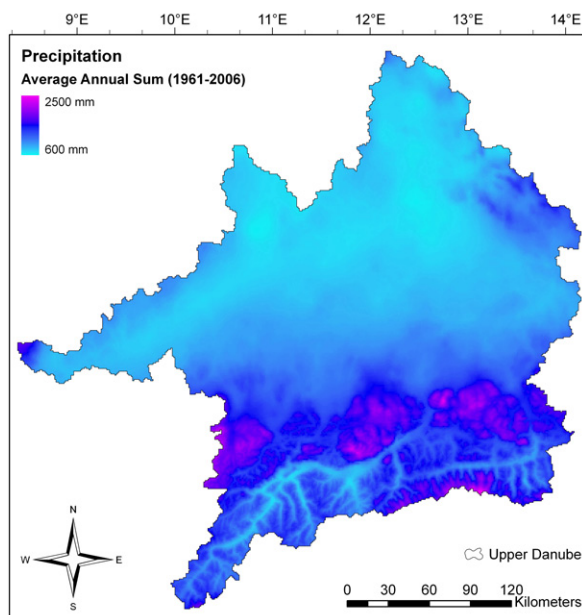 9°E 10°E 11°E 12°E 13°E 14°E
Precipitation
Average Annual Sum (1961-2006)
2500 mm
600 mm
N
W E
S
Upper Danube
0 30 60 90 120
Kilometers